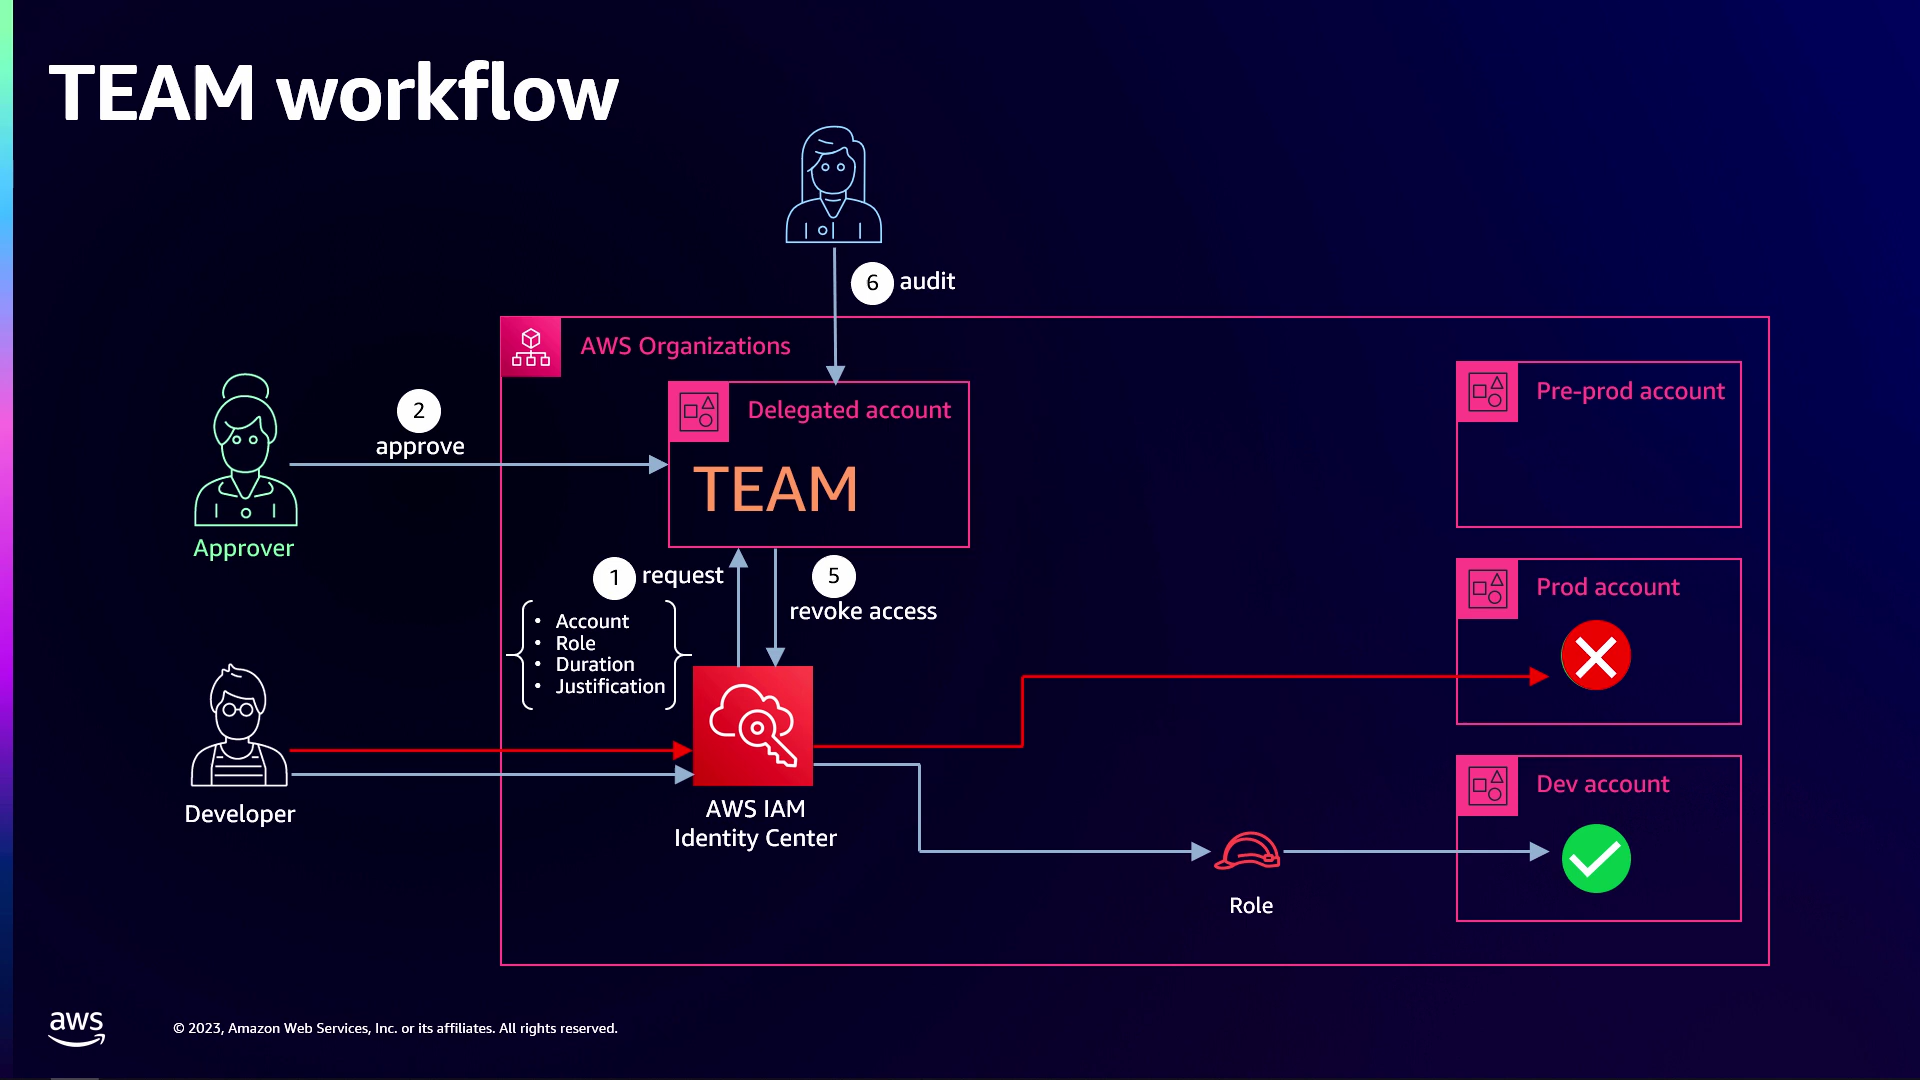 TEAM workflow
6 audit
AWS Organizations
Delegated account
TEAM
Pre-prod account
2
approve
Approver
1 request
• Account
• Role
• Duration
• Justification
5
revoke access
Prod account
Developer
AWS IAM
Identity Center
Dev account
Role
aws
© 2023, Amazon Web Services, Inc. or its affiliates. All rights reserved.